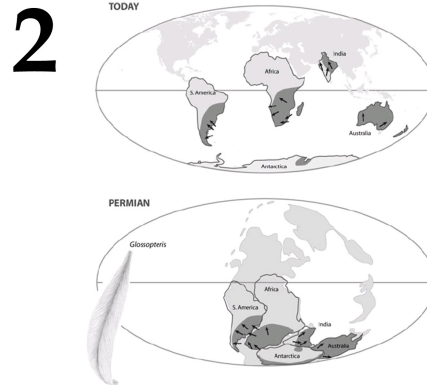 2
TODAY
India
Africa
S. America
Australia
Antarctica
PERMIAN
Glossopteris
Africa
S. America
India
Australia
Antarctica